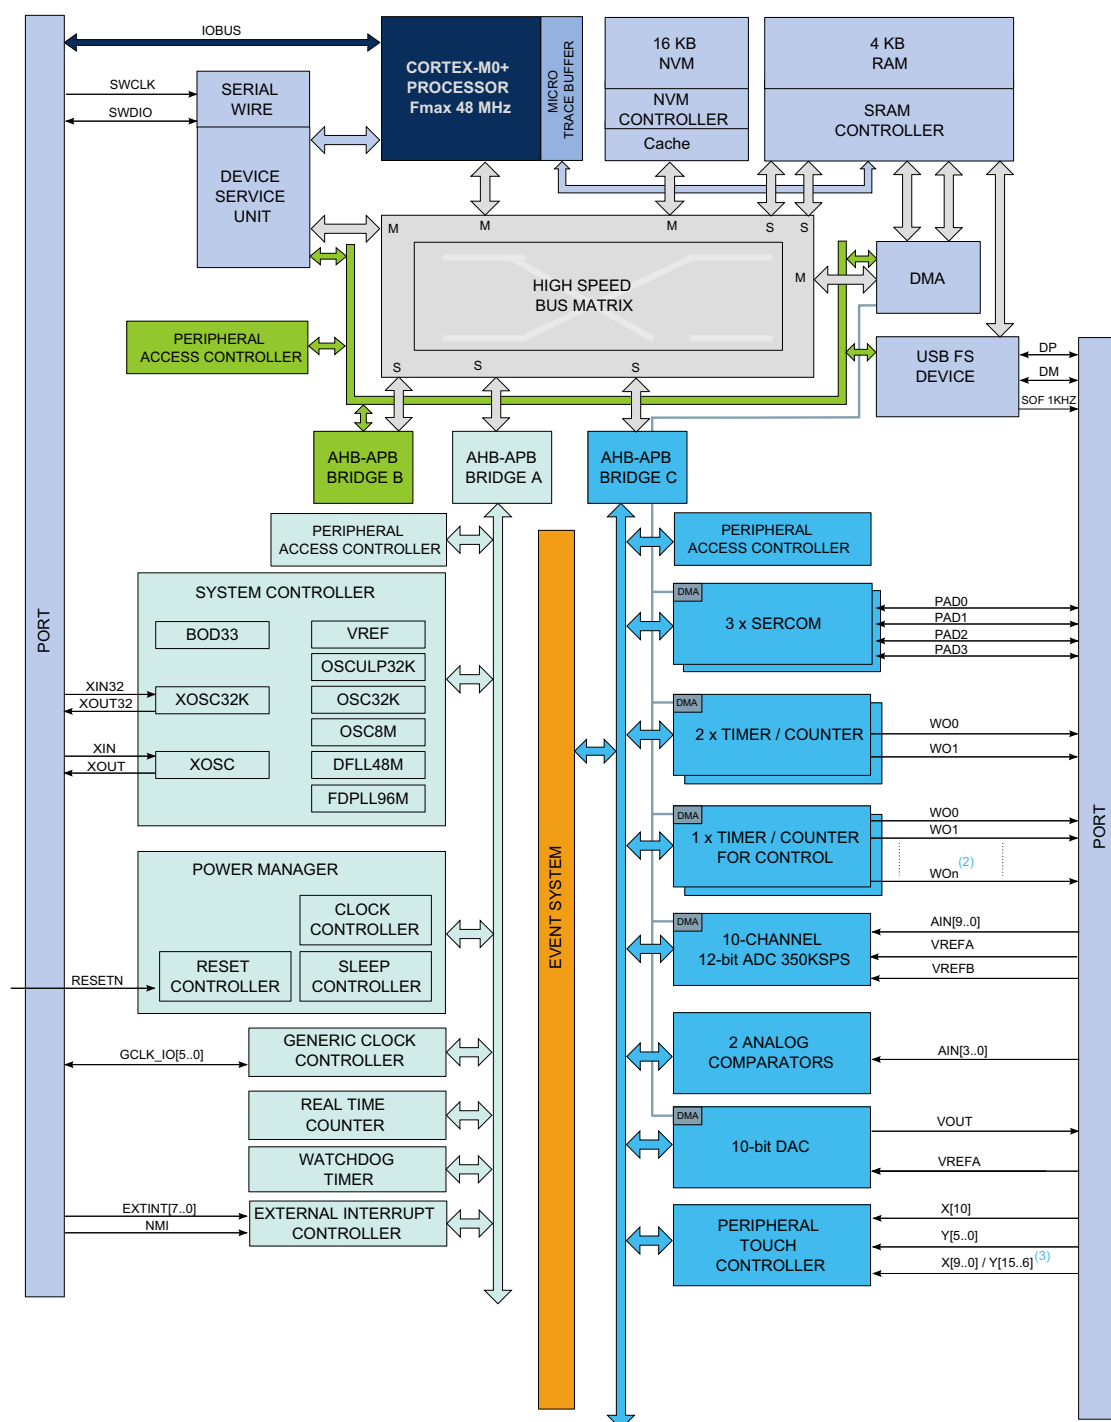 IOBUS
CORTEX-M0+
PROCESSOR
Fmax 48 MHz
MICRO
TRACE BUFFER
16 KB
NVM
NVM
CONTROLLER
Cache
4 KB
RAM
SRAM
CONTROLLER
SWCLK
SWDIO
SERIAL
WIRE
DEVICE
SERVICE
UNIT
M
M
M
S
S
M
HIGH SPEED
BUS MATRIX
S
S
S
DMA
PERIPHERAL
ACCESS CONTROLLER
USB FS
DEVICE
DP
DM
SOF 1KHZ
AHB-APB
BRIDGE B
AHB-APB
BRIDGE A
AHB-APB
BRIDGE C
PORT
PORT
EVENT SYSTEM
PERIPHERAL
ACCESS CONTROLLER
SYSTEM CONTROLLER
BOD33
VREF
OSCULP32K
XOSC32K
OSC32K
OSC8M
XOSC
DFLL48M
FDPLL96M
XIN32
XOUT32
XIN
XOUT
POWER MANAGER
CLOCK
CONTROLLER
RESET
CONTROLLER
SLEEP
CONTROLLER
RESETN
GCLK_IO[5..0]
GENERIC CLOCK
CONTROLLER
REAL TIME
COUNTER
WATCHDOG
TIMER
EXTINT[7..0]
NMI
EXTERNAL INTERRUPT
CONTROLLER
PERIPHERAL
ACCESS CONTROLLER
DMA
3 x SERCOM
PAD0
PAD1
PAD2
PAD3
DMA
2 x TIMER / COUNTER
WO0
WO1
DMA
1 x TIMER / COUNTER
FOR CONTROL
WO0
WO1
WOn(2)
DMA
10-CHANNEL
12-bit ADC 350KSPS
AIN[9..0]
VREFA
VREFB
2 ANALOG
COMPARATORS
AIN[3..0]
DMA
10-bit DAC
VOUT
VREFA
PERIPHERAL
TOUCH
CONTROLLER
X[10]
Y[5..0]
X[9..0] / Y[15..6](3)